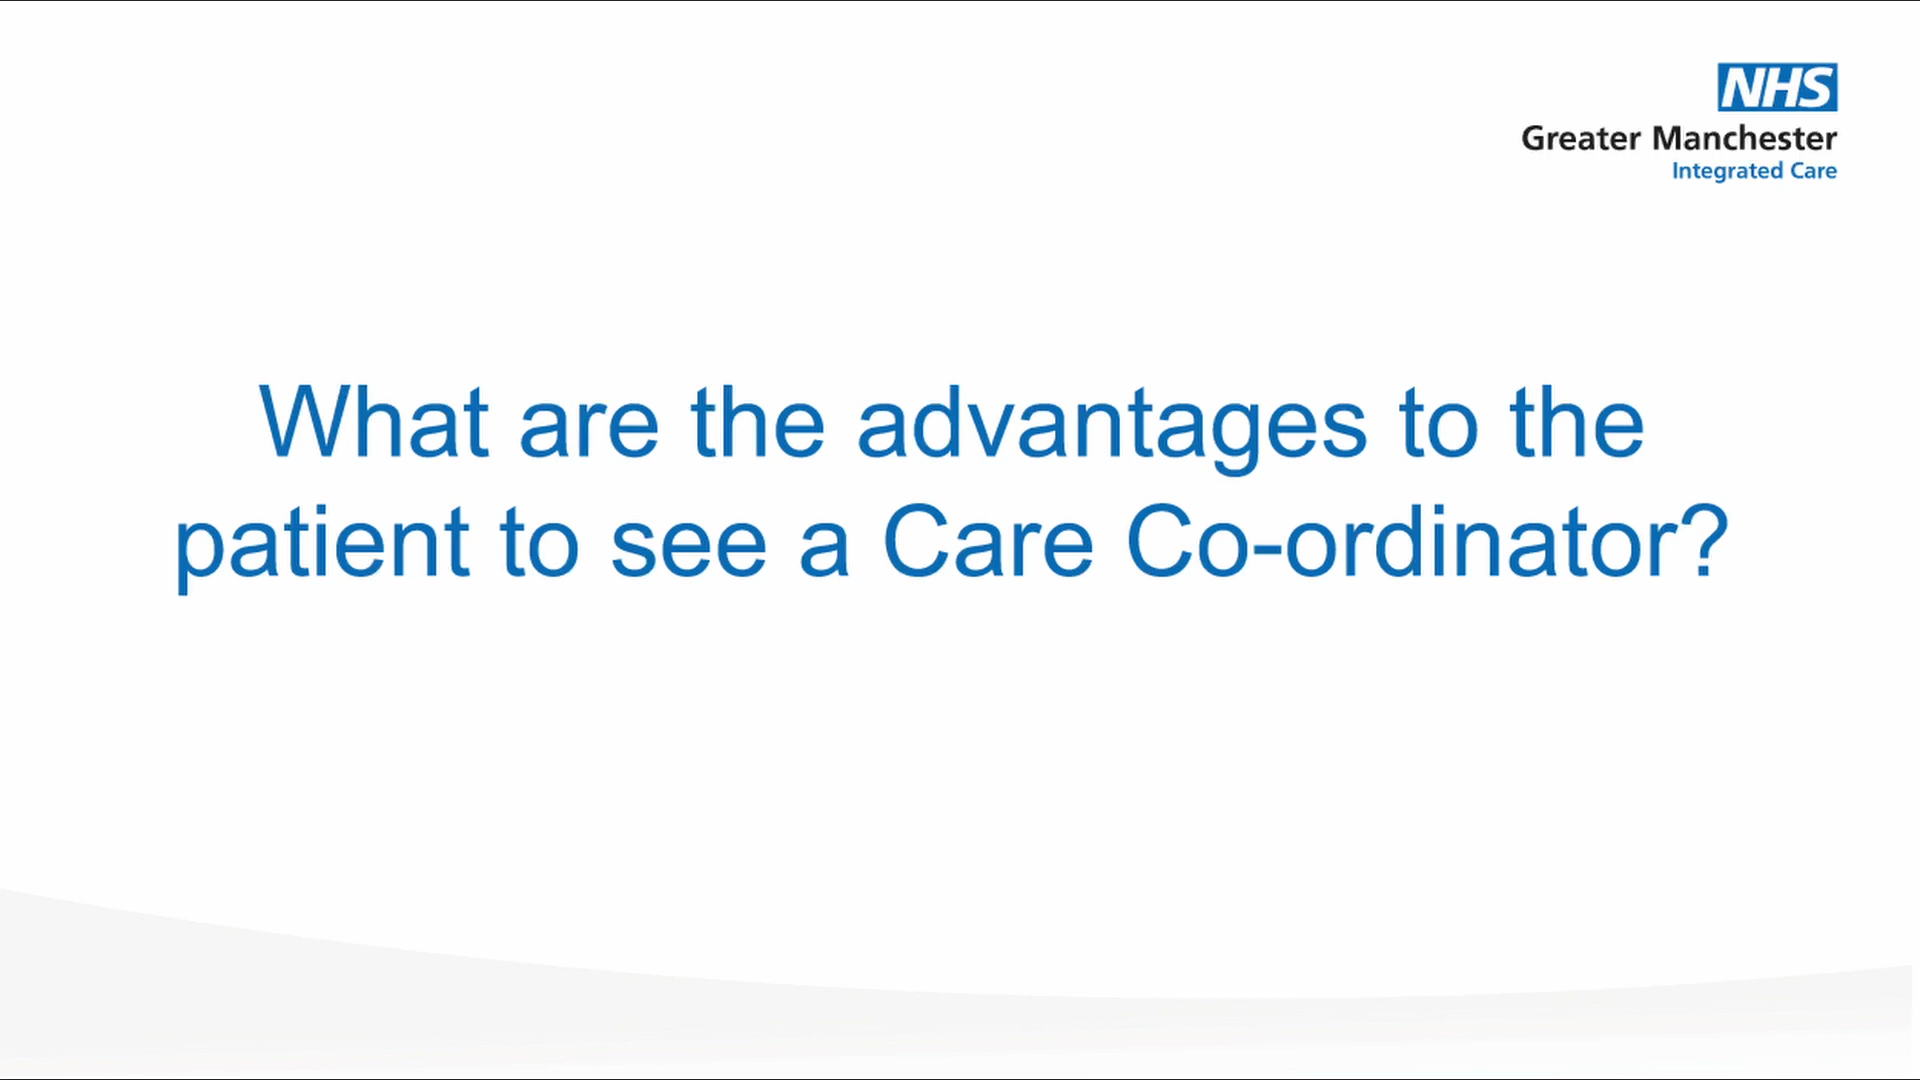 NHS
Greater Manchester
Integrated Care
What are the advantages to the
patient to see a Care Co-ordinator?